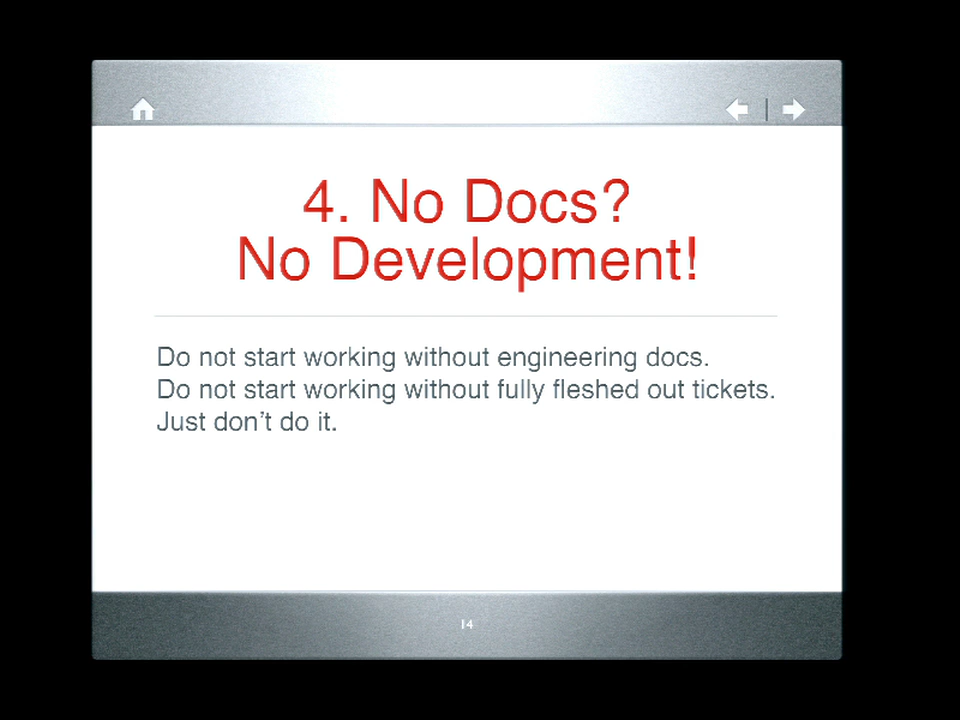 4. No Docs?
No Development!
Do not start working without engineering docs.
Do not start working without fully fleshed out tickets.
Just don’t do it.
14